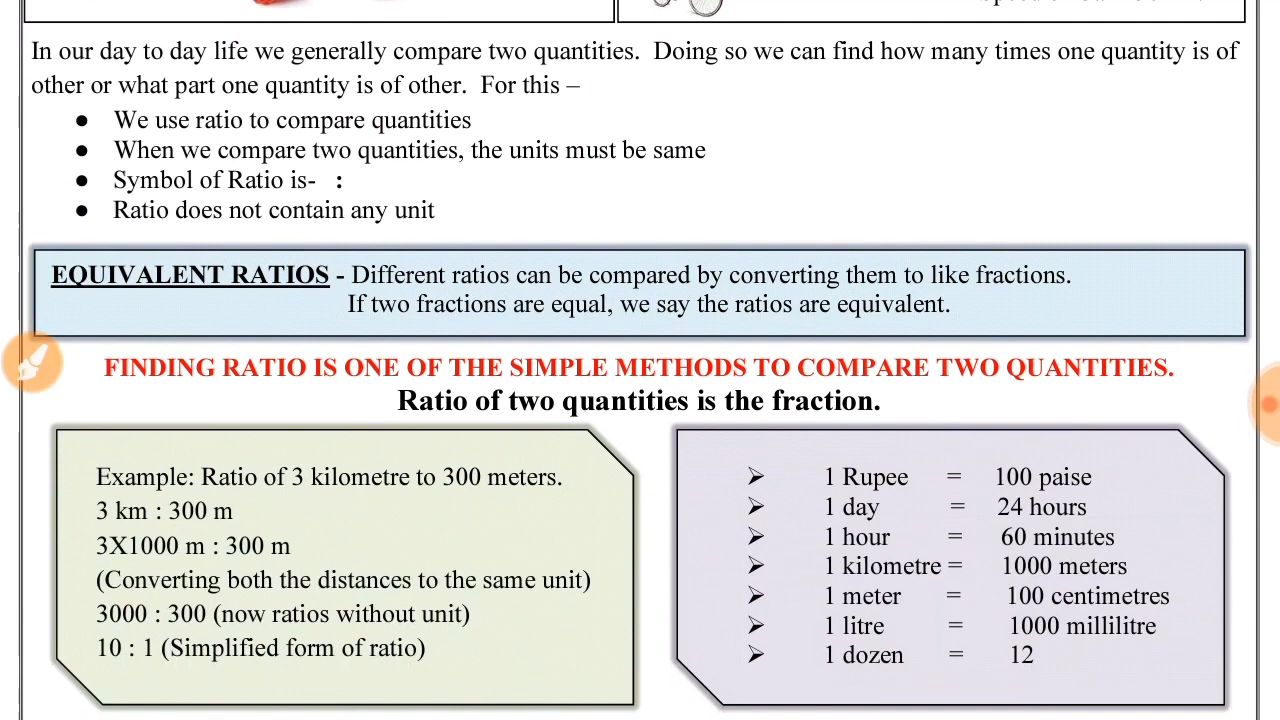 In our day to day life we generally compare two quantities. Doing so we can find how many times one quantity is of
other or what part one quantity is of other. For this –
● We use ratio to compare quantities
● When we compare two quantities, the units must be same
● Symbol of Ratio is- :
● Ratio does not contain any unit
EQUIVALENT RATIOS - Different ratios can be compared by converting them to like fractions.
If two fractions are equal, we say the ratios are equivalent.
FINDING RATIO IS ONE OF THE SIMPLE METHODS TO COMPARE TWO QUANTITIES.
Ratio of two quantities is the fraction.
Example: Ratio of 3 kilometre to 300 meters.
3 km : 300 m
3X1000 m : 300 m
(Converting both the distances to the same unit)
3000 : 300 (now ratios without unit)
10 : 1 (Simplified form of ratio)
➢ 1 Rupee = 100 paise
➢ 1 day = 24 hours
➢ 1 hour = 60 minutes
➢ 1 kilometre = 1000 meters
➢ 1 meter = 100 centimetres
➢ 1 litre = 1000 millilitre
➢ 1 dozen = 12